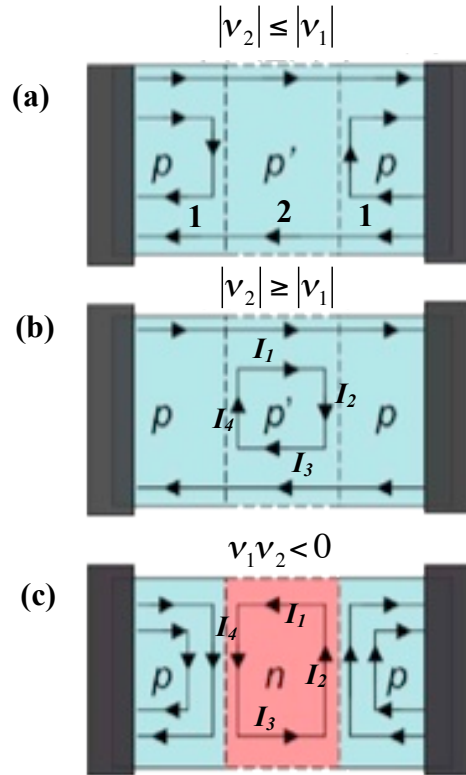 |ν₂| ≤ |ν₁|
(a)
p p' p
1 2 1
|ν₂| ≥ |ν₁|
(b)
I₁
p I₄ p' I₂ p
I₃
ν₁ν₂<0
(c)
I₄ I₁
p n I₂ p
I₃